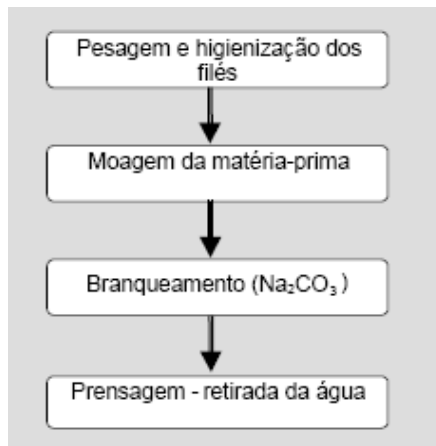 Pesagem e higienização dos
filés
Moagem da matéria-prima
Branqueamento (Na₂CO₃ )
Prensagem - retirada da água